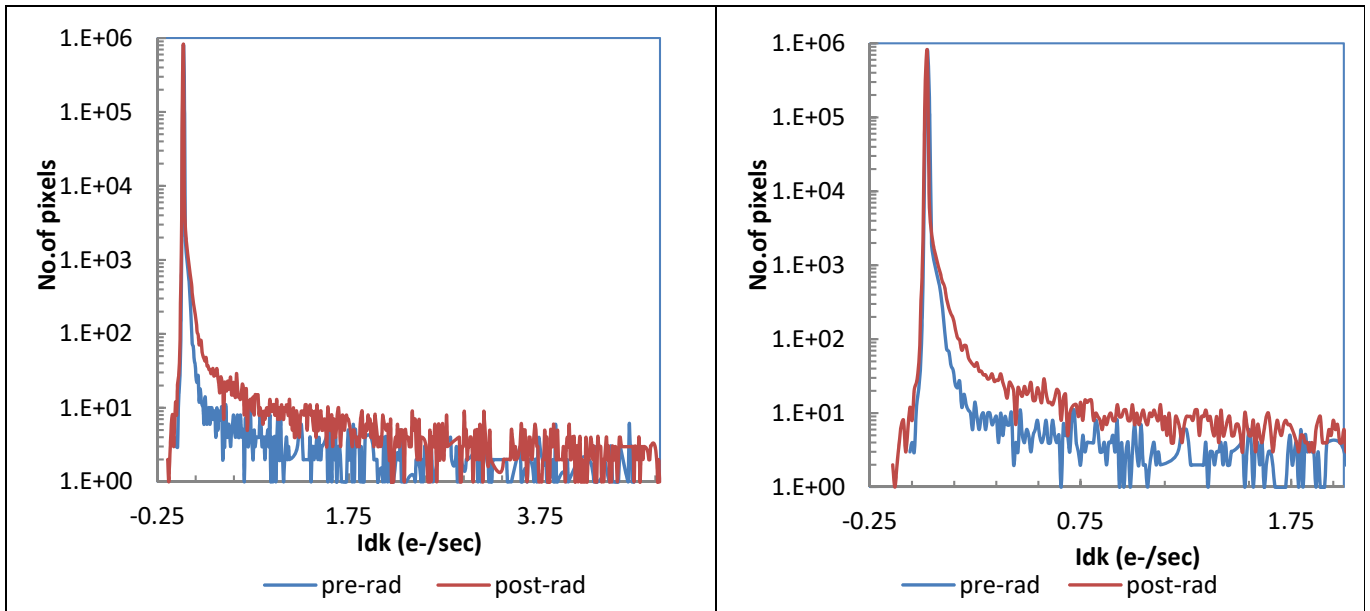 1.E+06
1.E+05
1.E+04
1.E+03
1.E+02
1.E+01
1.E+00
No.of pixels
-0.25 1.75 3.75
Idk (e-/sec)
pre-rad post-rad
1.E+06
1.E+05
1.E+04
1.E+03
1.E+02
1.E+01
1.E+00
No.of pixels
-0.25 0.75 1.75
Idk (e-/sec)
pre-rad post-rad